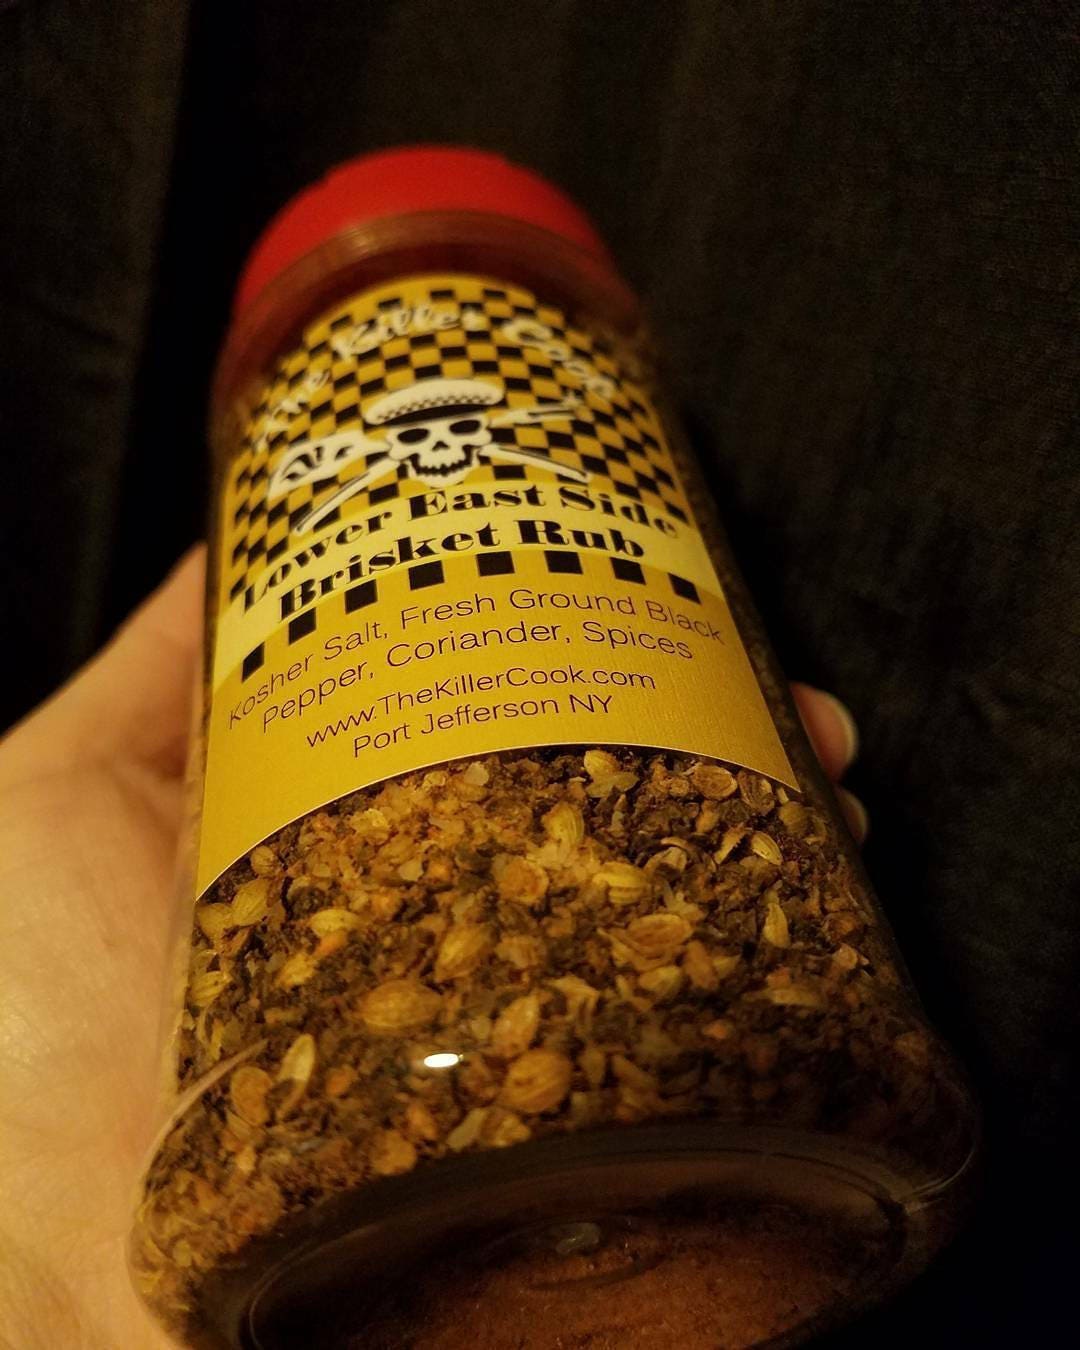 The Killer Cook
Lower East Side
Brisket Rub
Kosher Salt, Fresh Ground Black
Pepper, Coriander, Spices
www.TheKillerCook.com
Port Jefferson NY